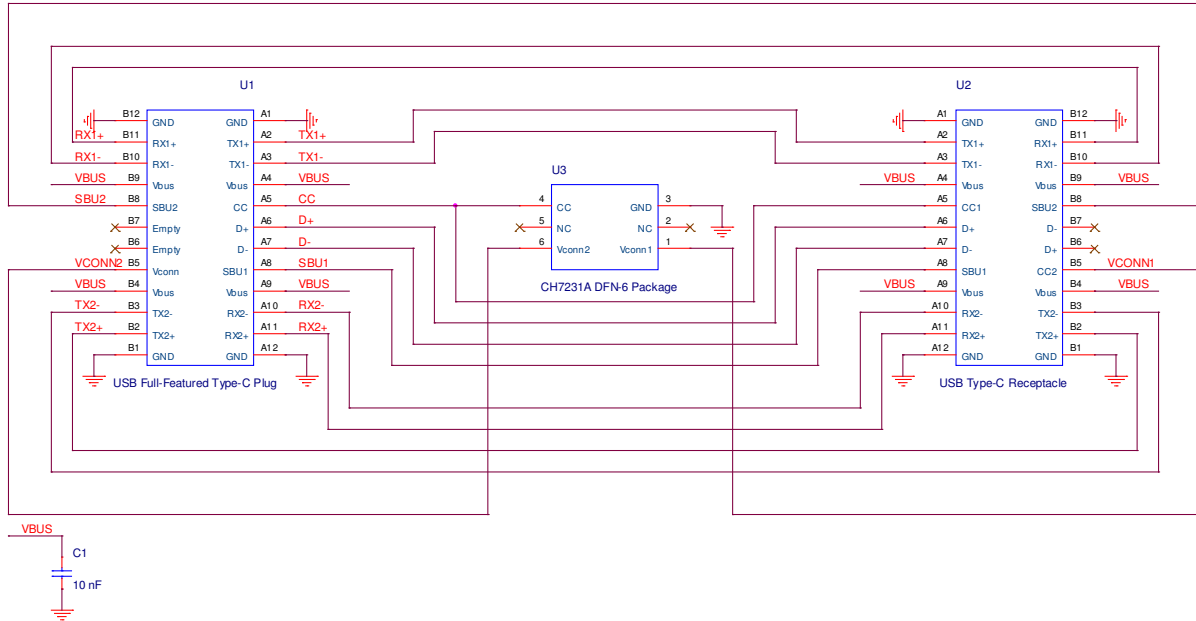 U1
U2
B12 GND GND A1
RX1+ B11 RX1+ TX1+ A2 TX1+
RX1- B10 RX1- TX1- A3 TX1-
VBUS B9 Vbus Vbus A4 VBUS
SBU2 B8 SBU2 CC A5 CC
B7 Empty D+ A6 D+
B6 Empty D- A7 D-
VCONN2 B5 Vconn SBU1 A8 SBU1
VBUS B4 Vbus Vbus A9 VBUS
TX2- B3 TX2- RX2- A10 RX2-
TX2+ B2 TX2+ RX2+ A11 RX2+
B1 GND GND A12
USB Full-Featured Type-C Plug
U3
4 CC GND 3
5 NC NC 2
6 Vconn2 Vconn1 1
CH7231A DFN-6 Package
A1 GND GND B12
A2 TX1+ RX1+ B11
A3 TX1- RX1- B10
VBUS A4 Vbus Vbus B9 VBUS
A5 CC1 SBU2 B8
A6 D+ D- B7
A7 D- D+ B6
A8 SBU1 CC2 B5 VCONN1
VBUS A9 Vbus Vbus B4 VBUS
A10 RX2- TX2- B3
A11 RX2+ TX2+ B2
A12 GND GND B1
USB Type-C Receptacle
VBUS
C1
10 nF